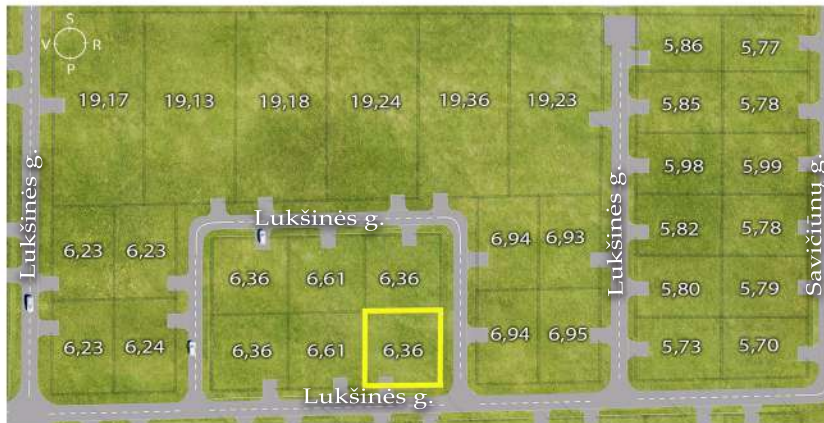 S
V R
P
5,86 5,77
19,17 19,13 19,18 19,24 19,36 19,23
5,85 5,78
Lukšinės g.
Lukšinės g.
Savičiūnų g.
5,98 5,99
Lukšinės g.
6,23 6,23
6,94 6,93
5,82 5,78
6,36 6,61 6,36
5,80 5,79
6,23 6,24
6,36 6,61 6,36
6,94 6,95
5,73 5,70
Lukšinės g.